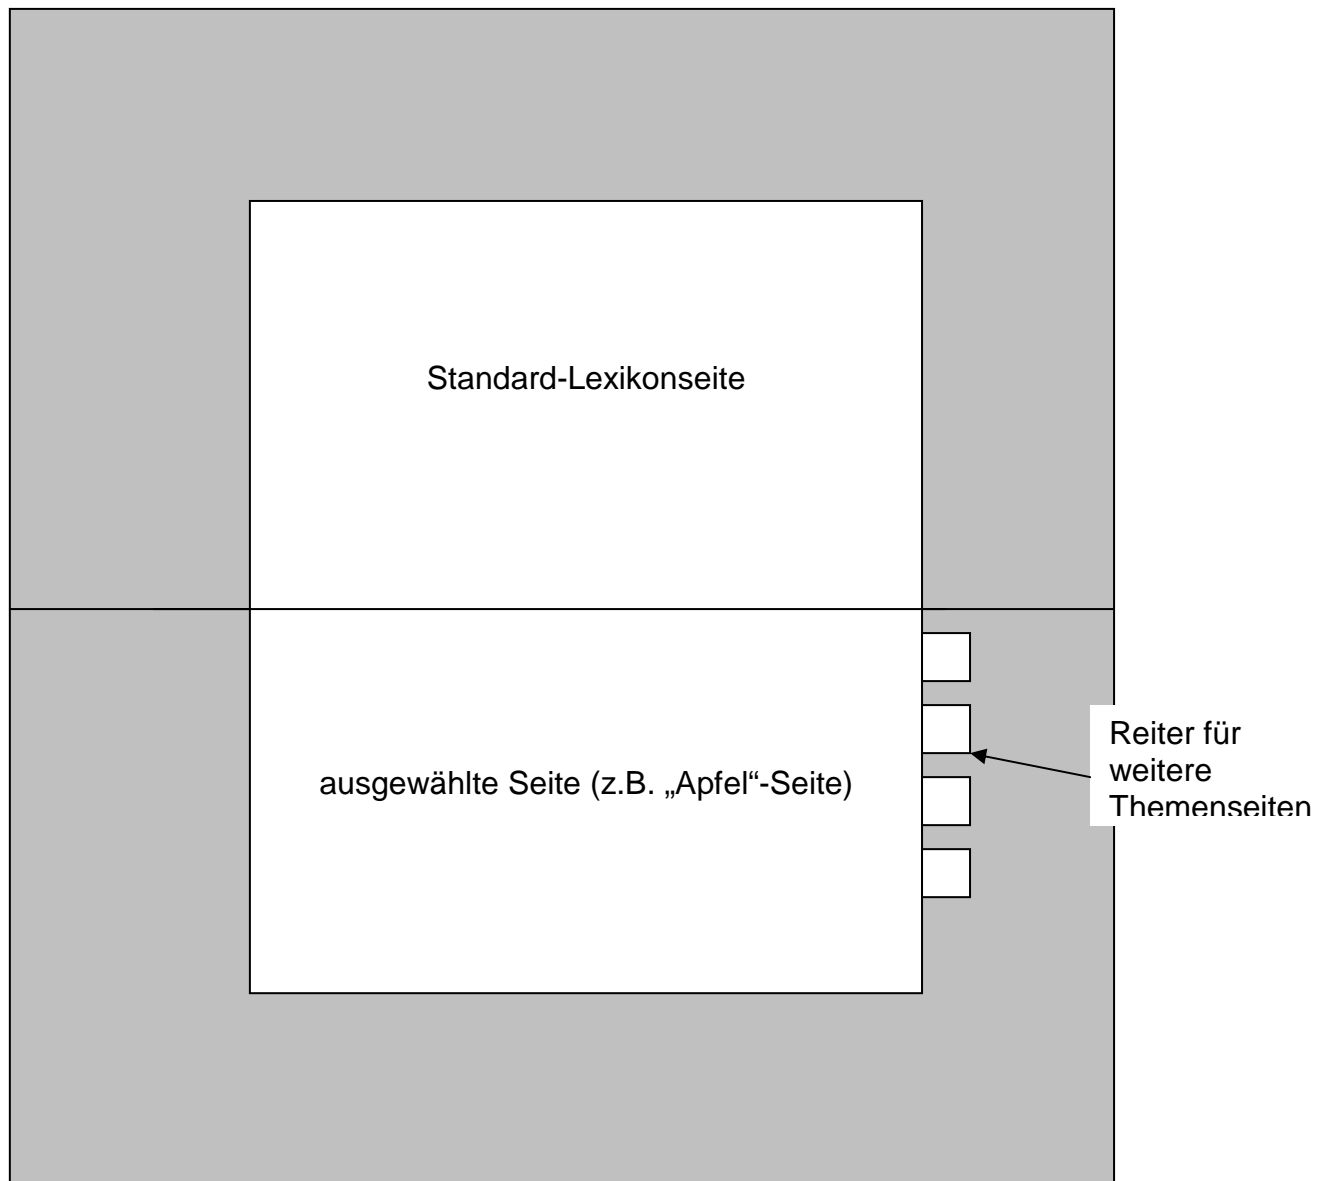 Standard-Lexikonseite
ausgewählte Seite (z.B. „Apfel“-Seite)
Reiter für
weitere
Themenseiten